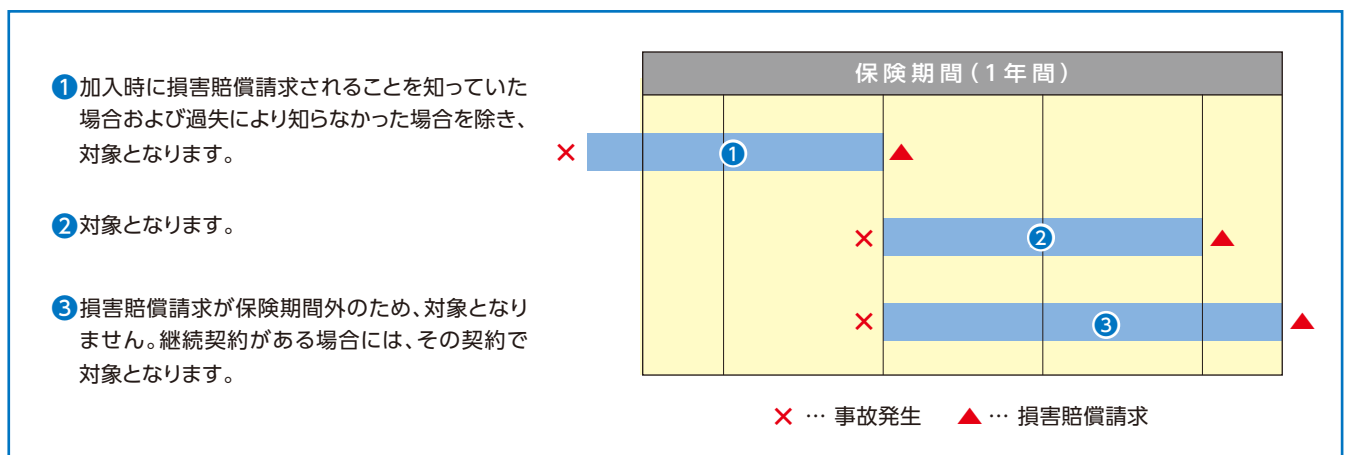 ❶加入時に損害賠償請求されることを知っていた
場合および過失により知らなかった場合を除き、
対象となります。
❷対象となります。
❸損害賠償請求が保険期間外のため、対象となり
ません。継続契約がある場合には、その契約で
対象となります。
保険期間(1年間)
× ❶ ▲
× ❷ ▲
× ❸ ▲
× … 事故発生 ▲ … 損害賠償請求